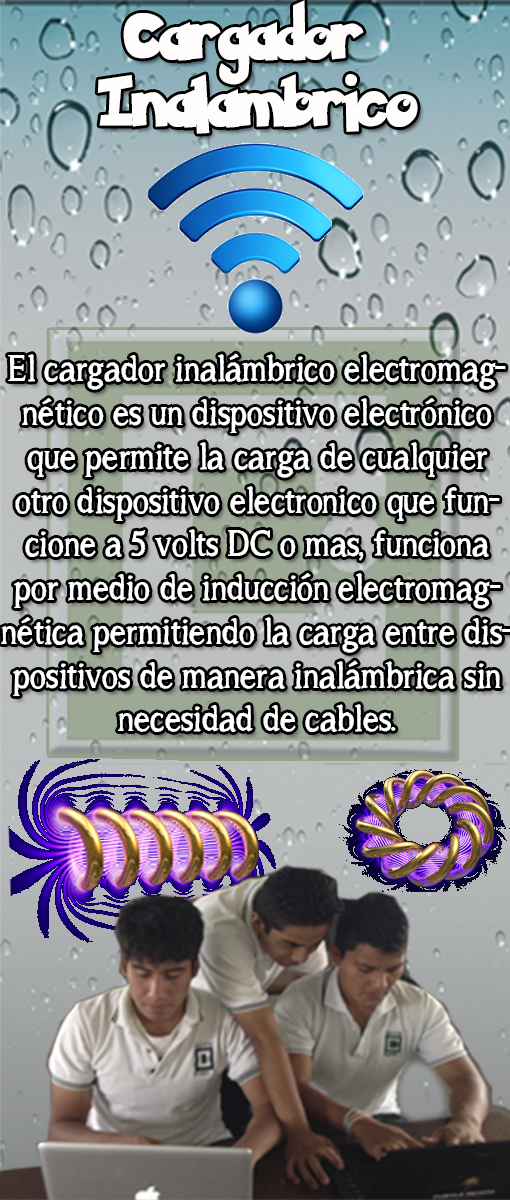 Cargador
Inalámbrico
El cargador inalámbrico electromag-
nético es un dispositivo electrónico
que permite la carga de cualquier
otro dispositivo electronico que fun-
cione a 5 volts DC o mas, funciona
por medio de inducción electromag-
nética permitiendo la carga entre dis-
positivos de manera inalámbrica sin
necesidad de cables.